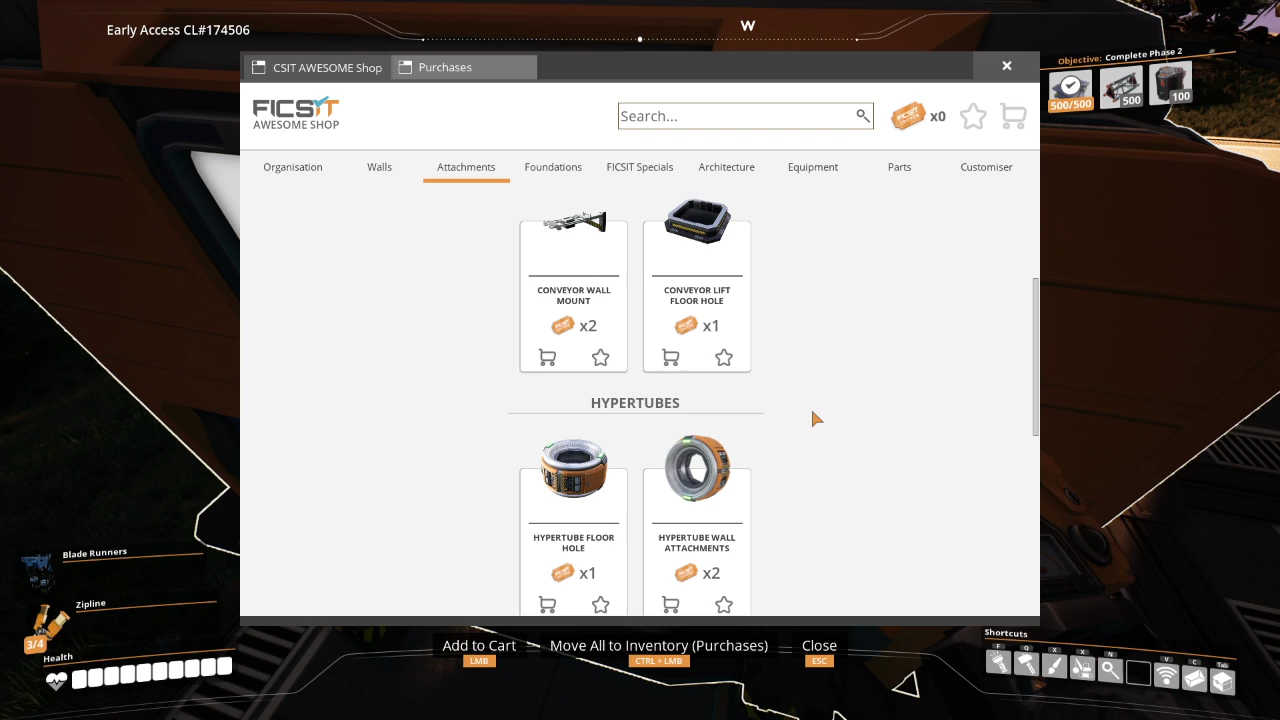 Early Access CL#174506
W
Objective: Complete Phase 2
500/500
500
100
CSIT AWESOME Shop
Purchases
FICSIT
AWESOME SHOP
Search...
x0
Organisation
Walls
Attachments
Foundations
FICSIT Specials
Architecture
Equipment
Parts
Customiser
CONVEYOR WALL
MOUNT
x2
CONVEYOR LIFT
FLOOR HOLE
x1
HYPERTUBES
HYPERTUBE FLOOR
HOLE
x1
HYPERTUBE WALL
ATTACHMENTS
x2
Blade Runners
Zipline
3/4
Health
Add to Cart
LMB
Move All to Inventory (Purchases)
CTRL + LMB
Close
ESC
Shortcuts
F
Q
X
X
N
V
C
Tab